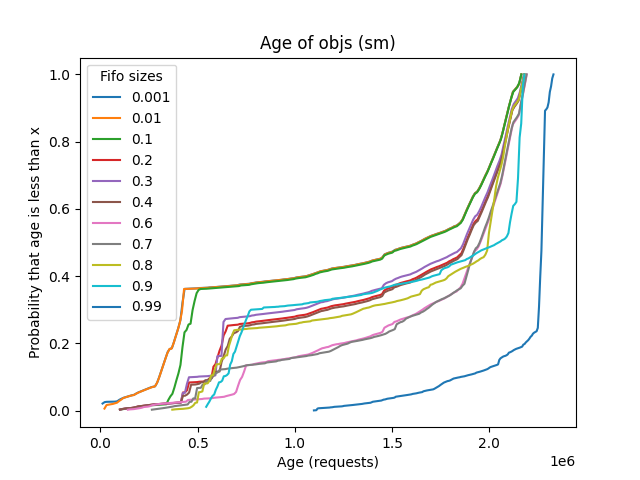 Age of objs (sm)
Fifo sizes
0.001
0.01
0.1
0.2
0.3
0.4
0.6
0.7
0.8
0.9
0.99
Probability that age is less than x
1.0
0.8
0.6
0.4
0.2
0.0
0.0 0.5 1.0 1.5 2.0
1e6
Age (requests)